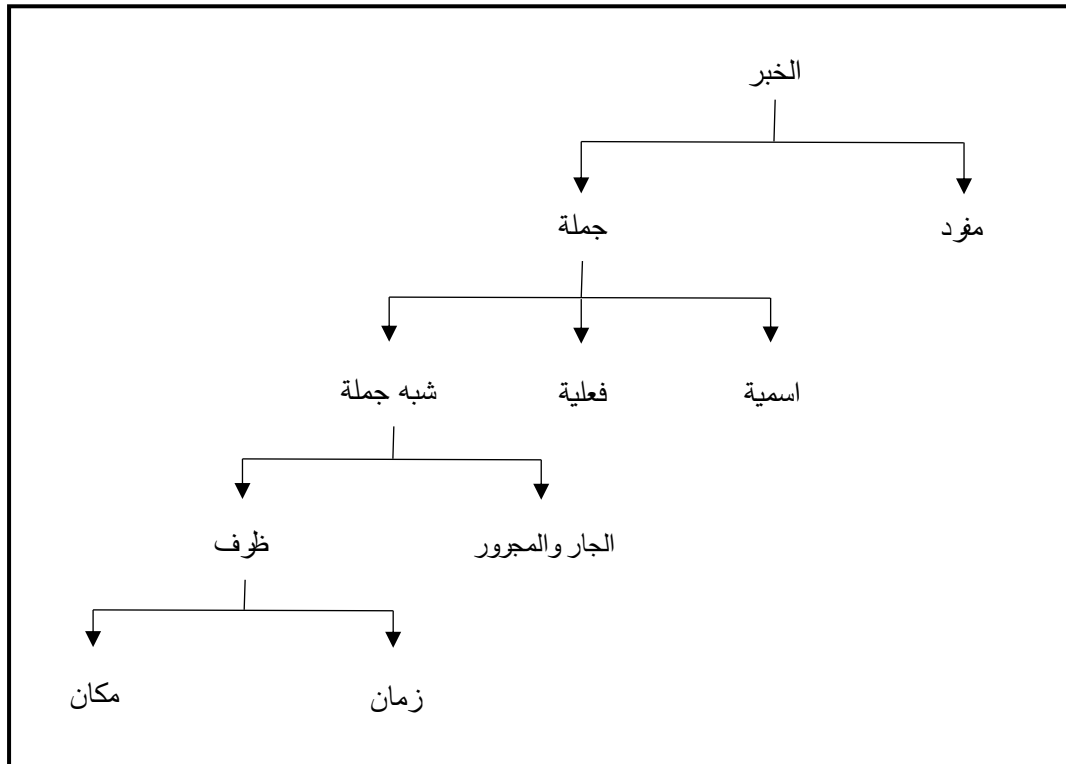 الخبر
مفرد
جملة
اسمية
فعلية
شبه جملة
الجار والمجرور
ظرف
زمان
مكان